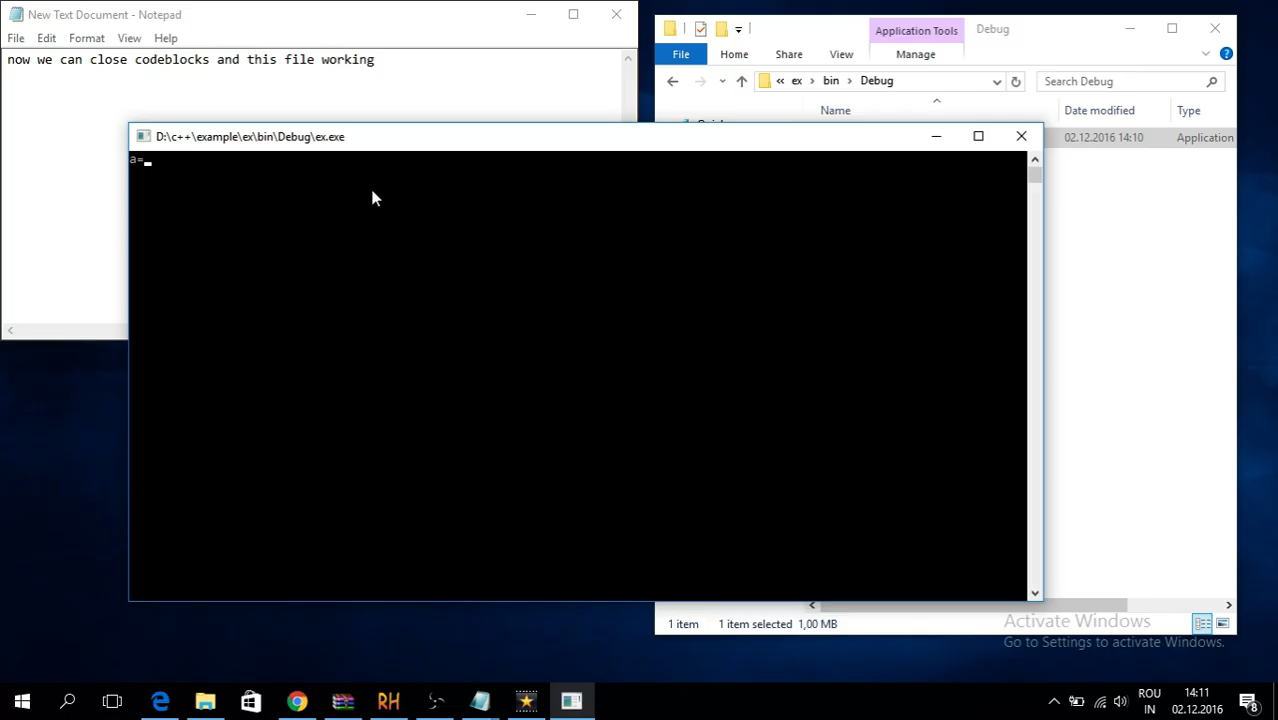 New Text Document - Notepad
File Edit Format View Help
now we can close codeblocks and this file working
Application Tools
Debug
File Home Share View Manage
« ex › bin › Debug
Search Debug
Name Date modified Type
02.12.2016 14:10 Application
D:\c++\example\ex\bin\Debug\ex.exe
a=
1 item 1 item selected 1,00 MB
Activate Windows
Go to Settings to activate Windows.
RH
ROU
IN
14:11
02.12.2016
8